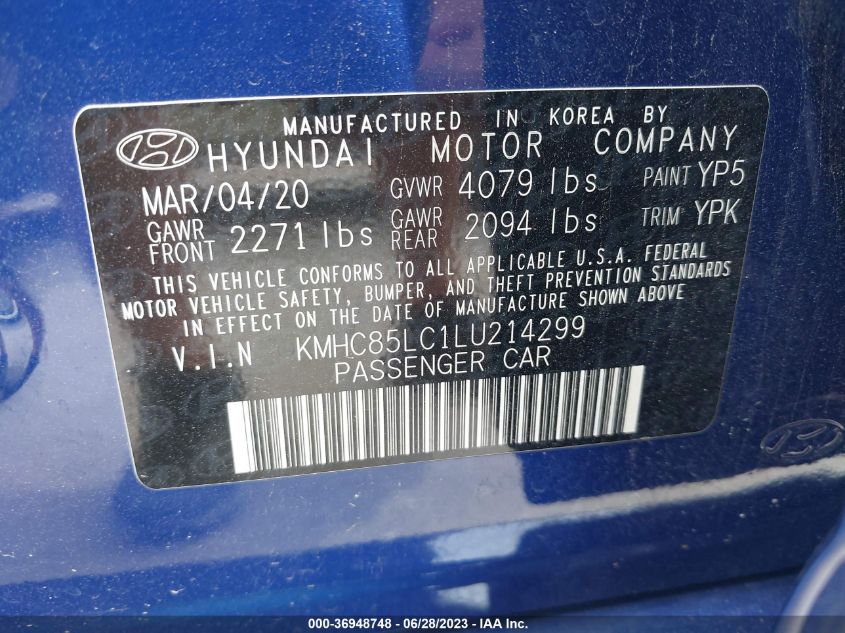 MANUFACTURED IN KOREA BY
HYUNDAI MOTOR COMPANY
MAR/04/20 GVWR 4079 lbs PAINT YP5
GAWR FRONT 2271 lbs GAWR REAR 2094 lbs TRIM YPK
THIS VEHICLE CONFORMS TO ALL APPLICABLE U.S.A. FEDERAL
MOTOR VEHICLE SAFETY, BUMPER, AND THEFT PREVENTION STANDARDS
IN EFFECT ON THE DATE OF MANUFACTURE SHOWN ABOVE
V.I.N KMHC85LC1LU214299
PASSENGER CAR
000-36948748 - 06/28/2023 - IAA Inc.